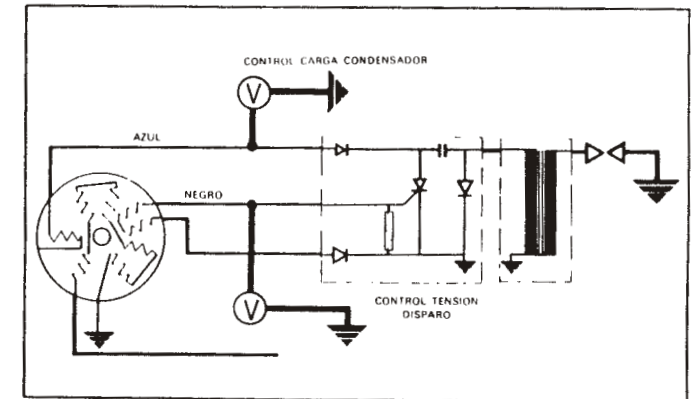 CONTROL CARGA CONDENSADOR
V
AZUL
NEGRO
V
CONTROL TENSION
DISPARO